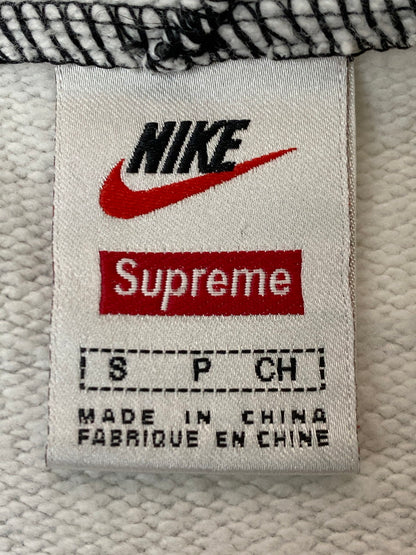 NIKE
Supreme
S P CH
MADE IN CHINA
FABRIQUE EN CHINE